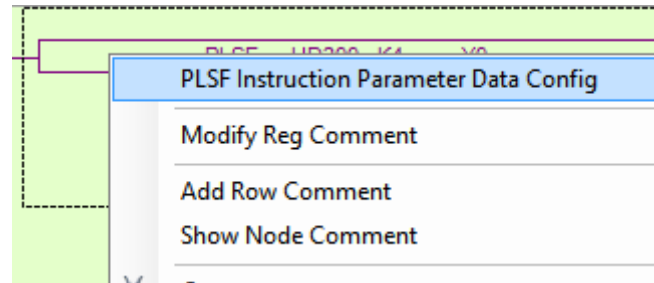 PLSF Instruction Parameter Data Config
Modify Reg Comment
Add Row Comment
Show Node Comment